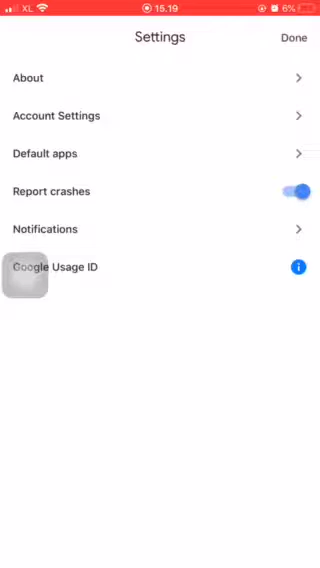 XL 15.19 6%
Settings
Done
About
Account Settings
Default apps
Report crashes
Notifications
Google Usage ID